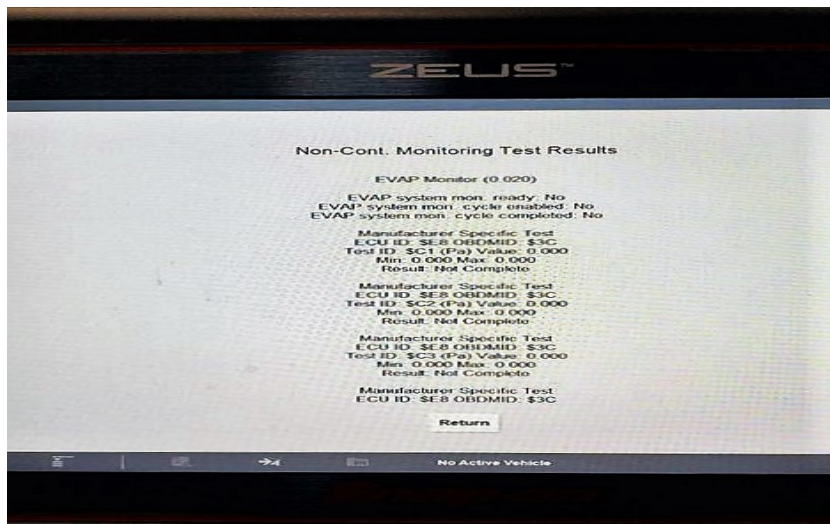 ZEUS™
Non-Cont. Monitoring Test Results
EVAP Monitor (0.020)
EVAP system mon. ready: No
EVAP system mon. cycle enabled: No
EVAP system mon. cycle completed: No
Manufacturer Specific Test
ECU ID: $E8 OBDMID: $3C
Test ID: $C1 (Pa) Value: 0.000
Min: 0.000 Max: 0.000
Result: Not Complete
Manufacturer Specific Test
ECU ID: $E8 OBDMID: $3C
Test ID: $C2 (Pa) Value: 0.000
Min: 0.000 Max: 0.000
Result: Not Complete
Manufacturer Specific Test
ECU ID: $E8 OBDMID: $3C
Test ID: $C3 (Pa) Value: 0.000
Min: 0.000 Max: 0.000
Result: Not Complete
Manufacturer Specific Test
ECU ID: $E8 OBDMID: $3C
Return
No Active Vehicle